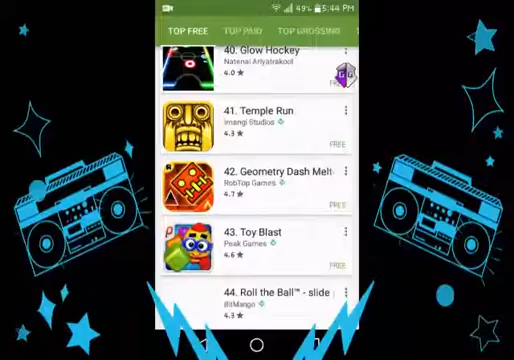 49% 5:44 PM
TOP FREE TOP PAID TOP GROSSING
40. Glow Hockey
Natenai Ariyatrakool
4.0 ★
41. Temple Run
Imangi Studios
4.3 ★
FREE
42. Geometry Dash Melt
RobTop Games
4.7 ★
FREE
43. Toy Blast
Peak Games
4.6 ★
FREE
44. Roll the Ball™ - slide
BitMango
4.3 ★